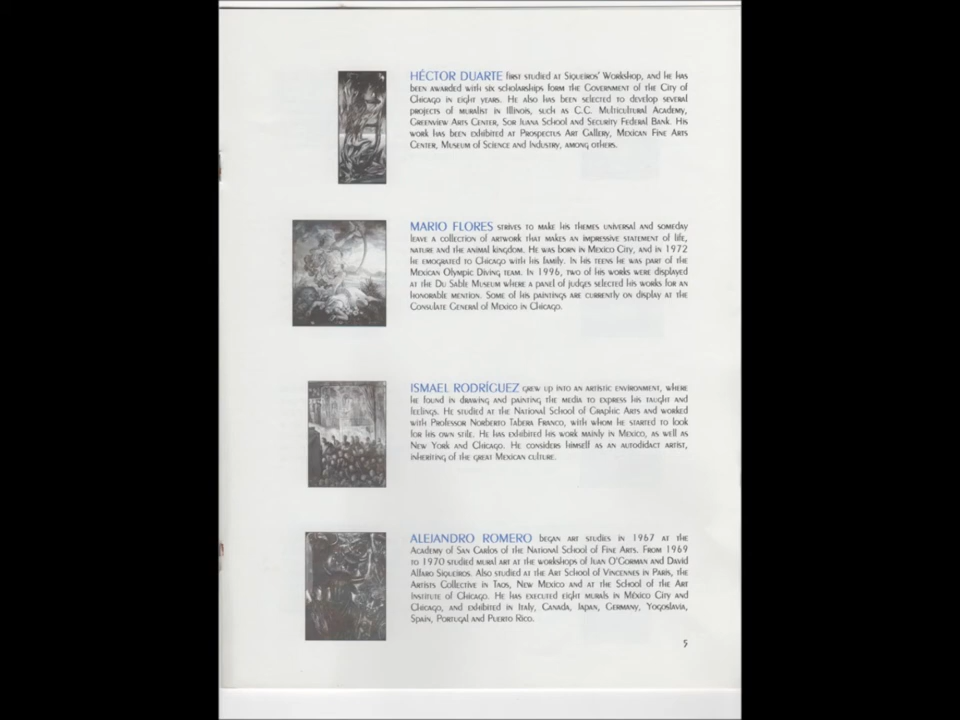 HÉCTOR DUARTE first studied at Siqueiros' Workshop, and he has
been awarded with six scholarships form the Government of the City of
Chicago in eight years. He also has been selected to develop several
projects of muralist in Illinois, such as C.C. Multicultural Academy,
Greenview Arts Center, Sor Juana School and Security Federal Bank. His
work has been exhibited at Prospectus Art Gallery, Mexican Fine Arts
Center, Museum of Science and Industry, among others.
MARIO FLORES strives to make his themes universal and someday
leave a collection of artwork that makes an impressive statement of life,
nature and the animal kingdom. He was born in Mexico City, and in 1972
he emograted to Chicago with his family. In his teens he was part of the
Mexican Olympic Diving team. In 1996, two of his works were displayed
at the Du Sable Museum where a panel of judges selected his works for an
honorable mention. Some of his paintings are currently on display at the
Consulate General of Mexico in Chicago.
ISMAEL RODRÍGUEZ grew up into an artistic environment, where
he found in drawing and painting the media to express his taught and
feelings. He studied at the National School of Graphic Arts and worked
with Professor Norberto Tabera Franco, with whom he started to look
for his own stile. He has exhibited his work mainly in Mexico, as well as
New York and Chicago. He considers himself as an autodidact artist,
inheriting of the great Mexican culture.
ALEJANDRO ROMERO began art studies in 1967 at the
Academy of San Carlos of the National School of Fine Arts. From 1969
to 1970 studied mural art at the workshops of Juan O'Gorman and David
Alfaro Siqueiros. Also studied at the Art School of Vincennes in Paris, the
Artists Collective in Taos, New Mexico and at the School of the Art
Institute of Chicago. He has executed eight murals in México City and
Chicago, and exhibited in Italy, Canada, Japan, Germany, Yogoslavia,
Spain, Portugal and Puerto Rico.
5